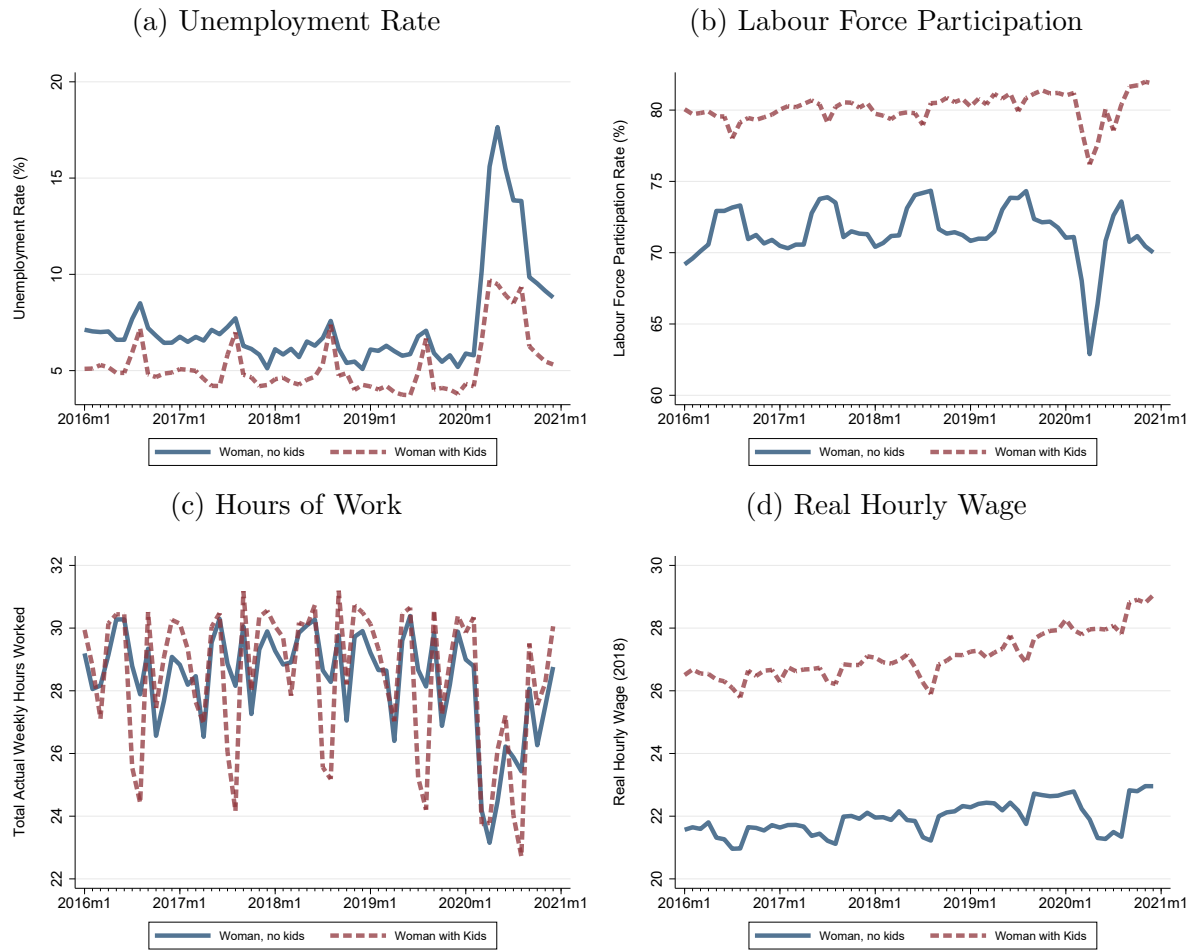 (a) Unemployment Rate
Unemployment Rate (%)
20
15
10
5
2016m1 2017m1 2018m1 2019m1 2020m1 2021m1
Woman, no kids Woman with Kids
(b) Labour Force Participation
Labour Force Participation Rate (%)
80
75
70
65
60
2016m1 2017m1 2018m1 2019m1 2020m1 2021m1
Woman, no kids Woman with Kids
(c) Hours of Work
Total Actual Weekly Hours Worked
32
30
28
26
24
22
2016m1 2017m1 2018m1 2019m1 2020m1 2021m1
Woman, no kids Woman with Kids
(d) Real Hourly Wage
Real Hourly Wage (2018)
30
28
26
24
22
20
2016m1 2017m1 2018m1 2019m1 2020m1 2021m1
Woman, no kids Woman with Kids